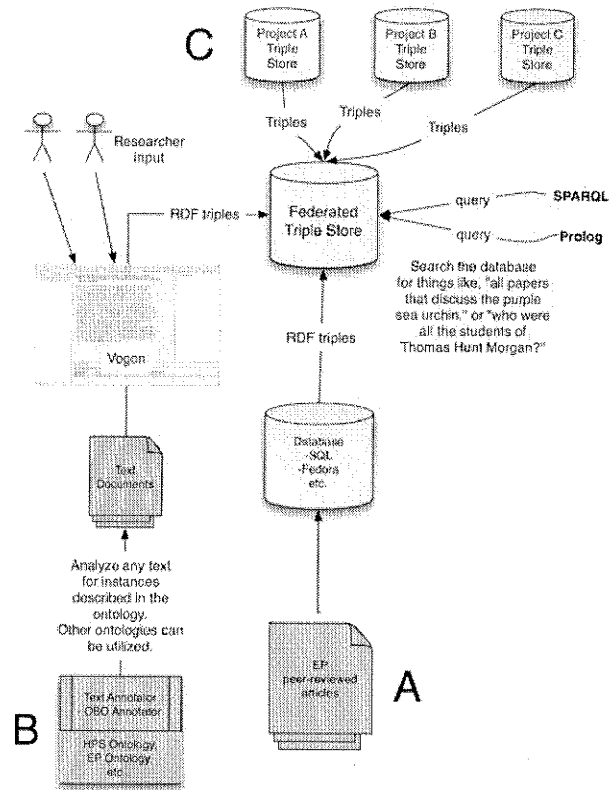 C
Project A
Triple
Store
Project B
Triple
Store
Project C
Triple
Store
Triples
Triples
Triples
Researcher
input
RDF triples
Federated
Triple Store
query
SPARQL
query
Prolog
Search the database
for things like, "all papers
that discuss the purple
sea urchin," or "who were
all the students of
Thomas Hunt Morgan?"
Vogon
RDF triples
Text
Documents
Database
-SQL
-Fedora
etc.
Analyze any text
for instances
described in the
ontology.
Other ontologies can
be utilized.
EP
peer-reviewed
articles
A
B
Text Annotator
OBO Annotator
HPS Ontology,
EP Ontology,
etc.